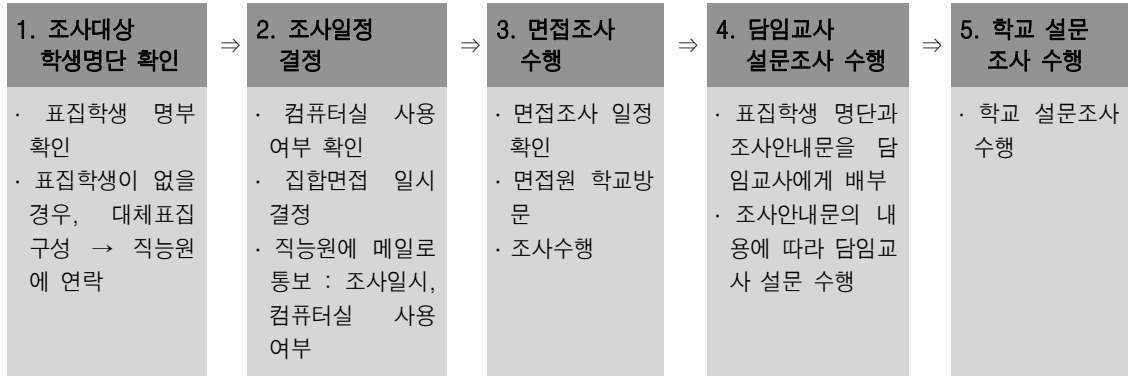 1. 조사대상
학생명단 확인
⇒
2. 조사일정
결정
⇒
3. 면접조사
수행
⇒
4. 담임교사
설문조사 수행
⇒
5. 학교 설문
조사 수행
· 표집학생 명부
확인
· 표집학생이 없을
경우, 대체표집
구성 → 직능원
에 연락
· 컴퓨터실 사용
여부 확인
· 집합면접 일시
결정
· 직능원에 메일로
통보 : 조사일시,
컴퓨터실 사용
여부
· 면접조사 일정
확인
· 면접원 학교방
문
· 조사수행
· 표집학생 명단과
조사안내문을 담
임교사에게 배부
· 조사안내문의 내
용에 따라 담임교
사 설문 수행
· 학교 설문조사
수행